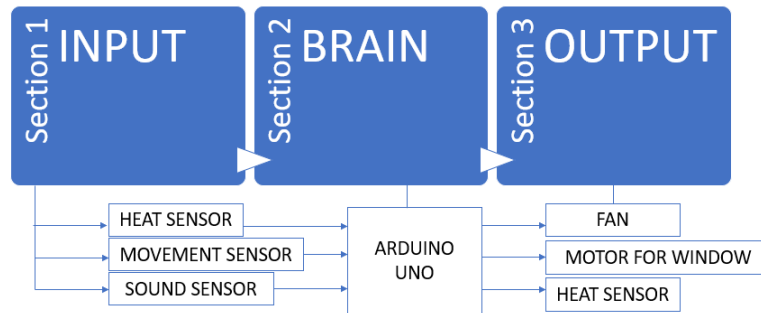 Section 1
INPUT
Section 2
BRAIN
Section 3
OUTPUT
HEAT SENSOR
MOVEMENT SENSOR
SOUND SENSOR
ARDUINO
UNO
FAN
MOTOR FOR WINDOW
HEAT SENSOR